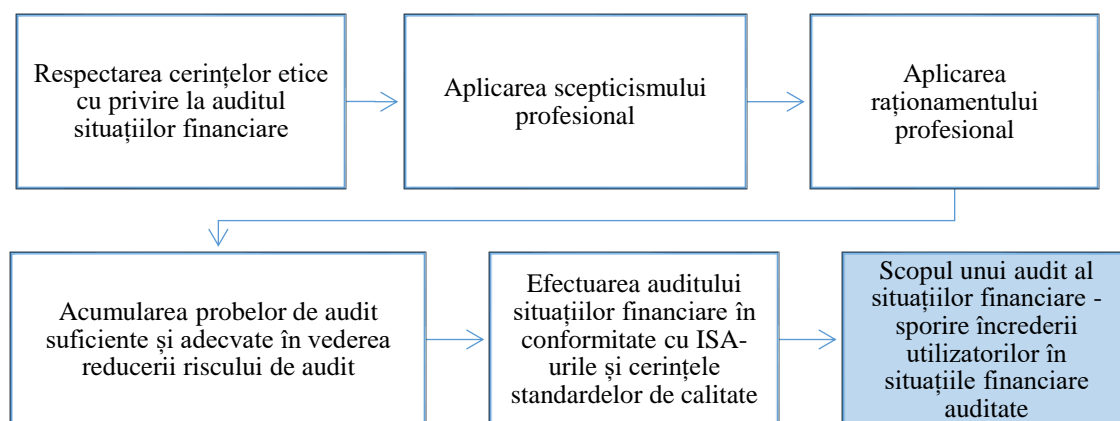 Respectarea cerințelor etice
cu privire la auditul
situațiilor financiare
Aplicarea scepticismului
profesional
Aplicarea
raționamentului
profesional
Acumularea probelor de audit
suficiente și adecvate în vederea
reducerii riscului de audit
Efectuarea auditului
situațiilor financiare în
conformitate cu ISA-
urile și cerințele
standardelor de calitate
Scopul unui audit al
situațiilor financiare -
sporire încrederii
utilizatorilor în
situațiile financiare
auditate